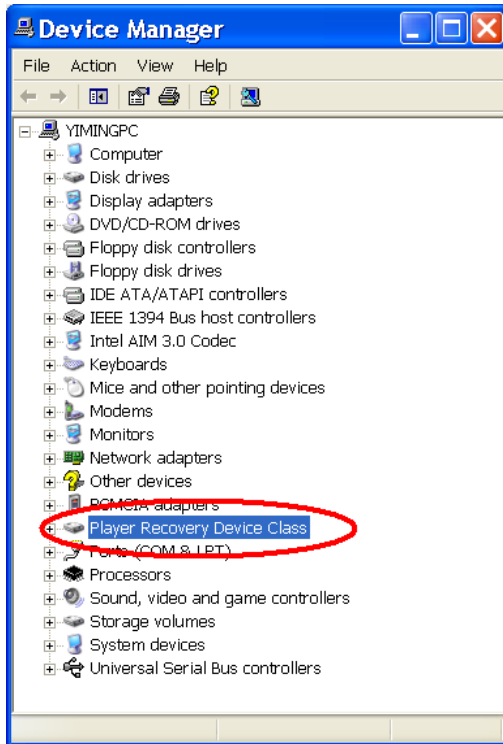 Device Manager
File Action View Help
YIMINGPC
Computer
Disk drives
Display adapters
DVD/CD-ROM drives
Floppy disk controllers
Floppy disk drives
IDE ATA/ATAPI controllers
IEEE 1394 Bus host controllers
Intel AIM 3.0 Codec
Keyboards
Mice and other pointing devices
Modems
Monitors
Network adapters
Other devices
PCMCIA adapters
Player Recovery Device Class
Ports (COM & LPT)
Processors
Sound, video and game controllers
Storage volumes
System devices
Universal Serial Bus controllers